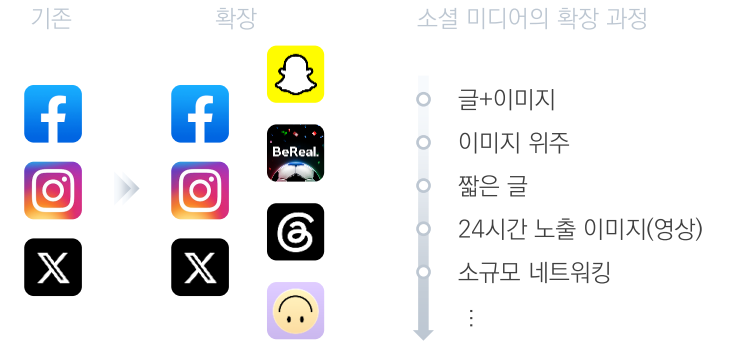 기존
확장
소셜 미디어의 확장 과정
BeReal.
글+이미지
이미지 위주
짧은 글
24시간 노출 이미지(영상)
소규모 네트워킹
⋮